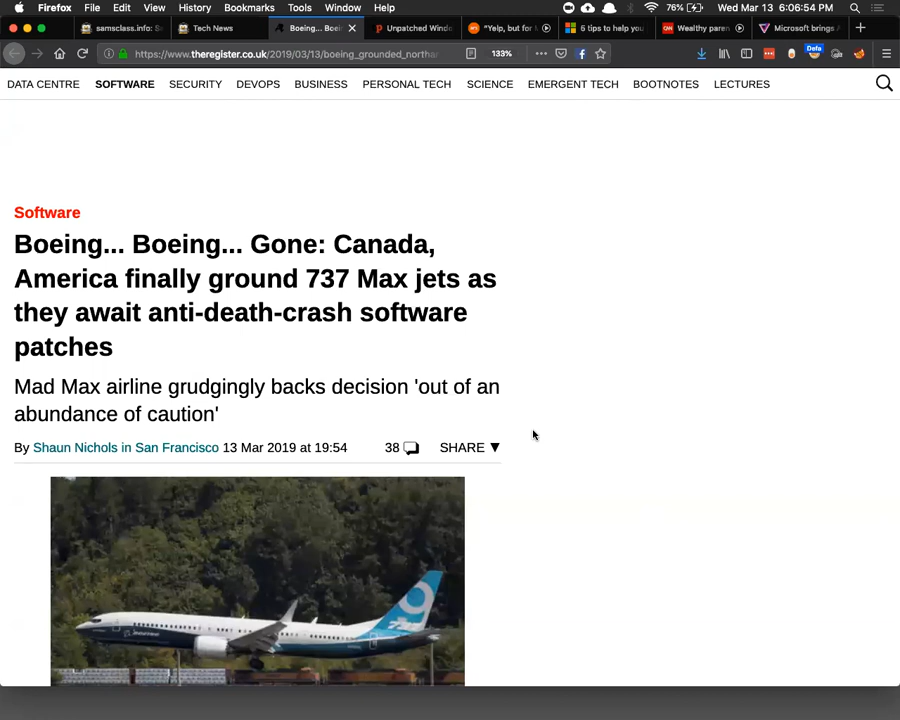 Firefox File Edit View History Bookmarks Tools Window Help 76% Wed Mar 13 6:06:54 PM
samsclass.info: S Tech News Boeing... Boei Unpatched Windo "Yelp, but for 5 tips to help you Wealthy paren Microsoft brings
https://www.theregister.co.uk/2019/03/13/boeing_grounded_north 133% Defa
DATA CENTRE SOFTWARE SECURITY DEVOPS BUSINESS PERSONAL TECH SCIENCE EMERGENT TECH BOOTNOTES LECTURES
Software
Boeing... Boeing... Gone: Canada,
America finally ground 737 Max jets as
they await anti-death-crash software
patches
Mad Max airline grudgingly backs decision 'out of an
abundance of caution'
By Shaun Nichols in San Francisco 13 Mar 2019 at 19:54 38 SHARE ▼